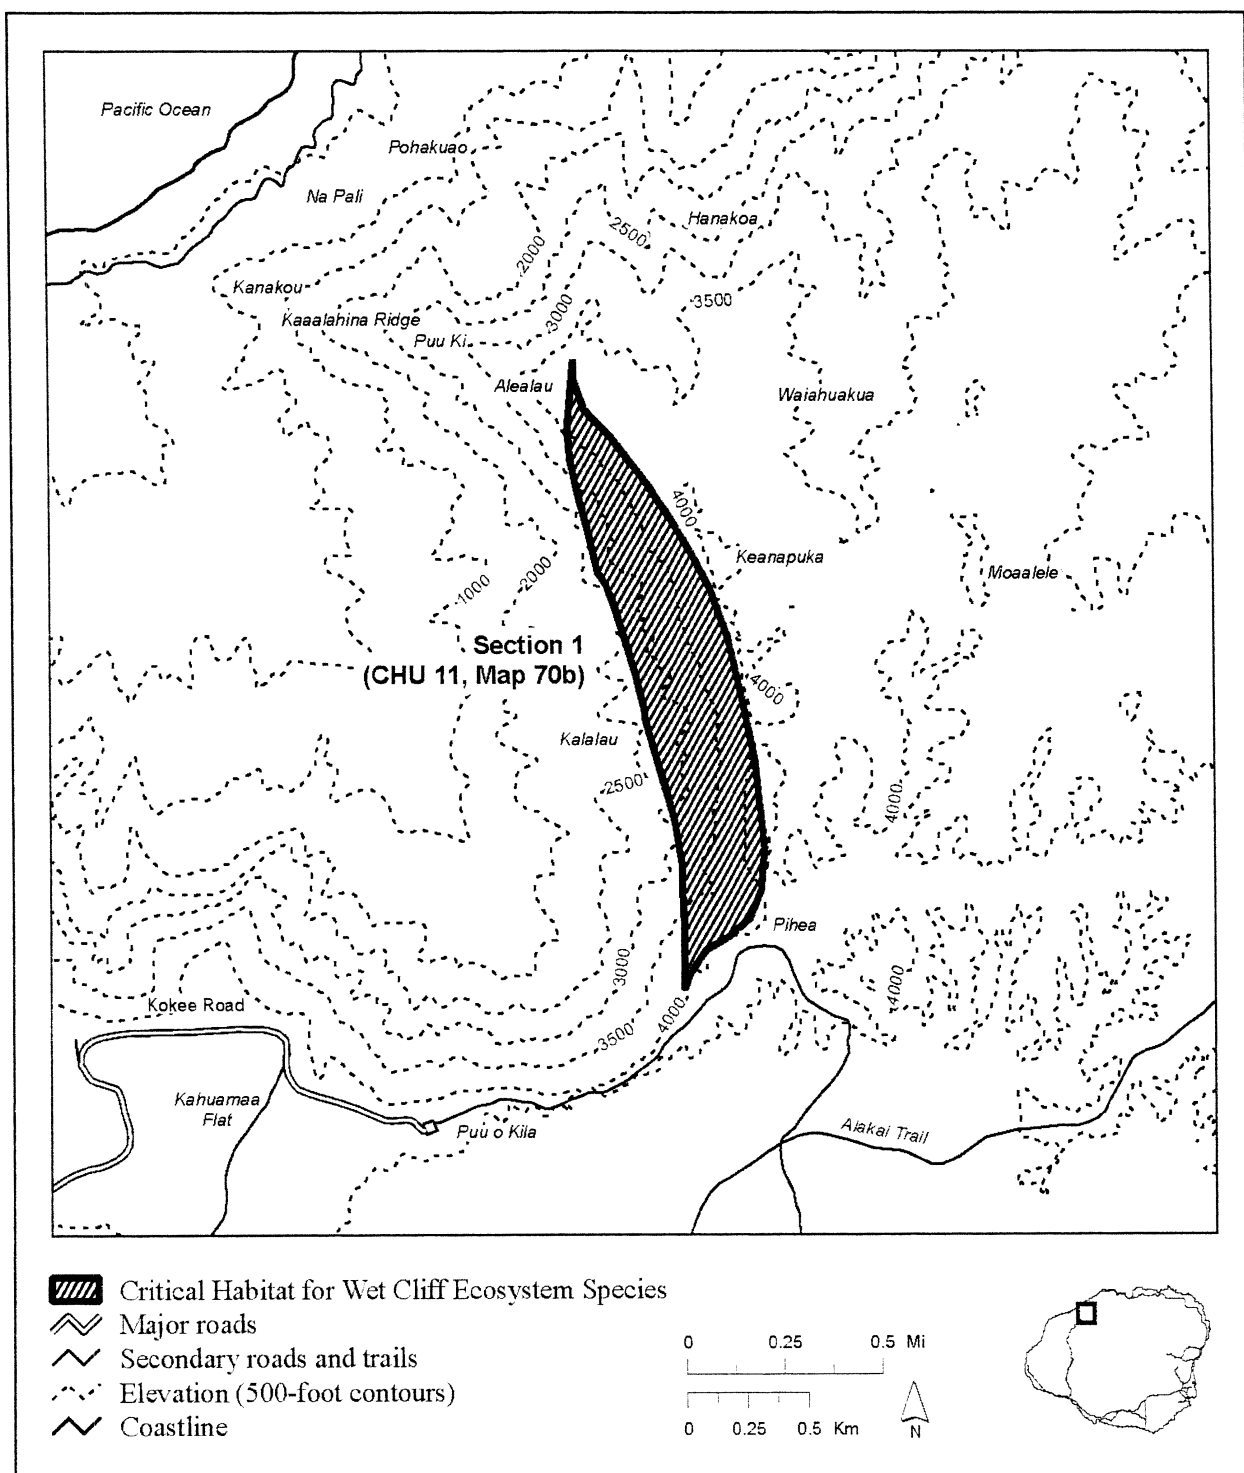 Pacific Ocean
Pohakuao
Na Pali
Hanakoa
2500
2000
Kanakou
3000
3500
Kaaalahina Ridge
Puu Ki
Alealau
Waiahuakua
4000
Keanapuka
Moaalele
2000
1000
Section 1
(CHU 11, Map 70b)
4000
Kalalau
2500
4000
Pihea
3000
4000
Kokee Road
4000
3500
Kahuamaa
Flat
Puu o Kila
Alakai Trail
Critical Habitat for Wet Cliff Ecosystem Species
Major roads
Secondary roads and trails
Elevation (500-foot contours)
Coastline
0 0.25 0.5 Mi
0 0.25 0.5 Km
N